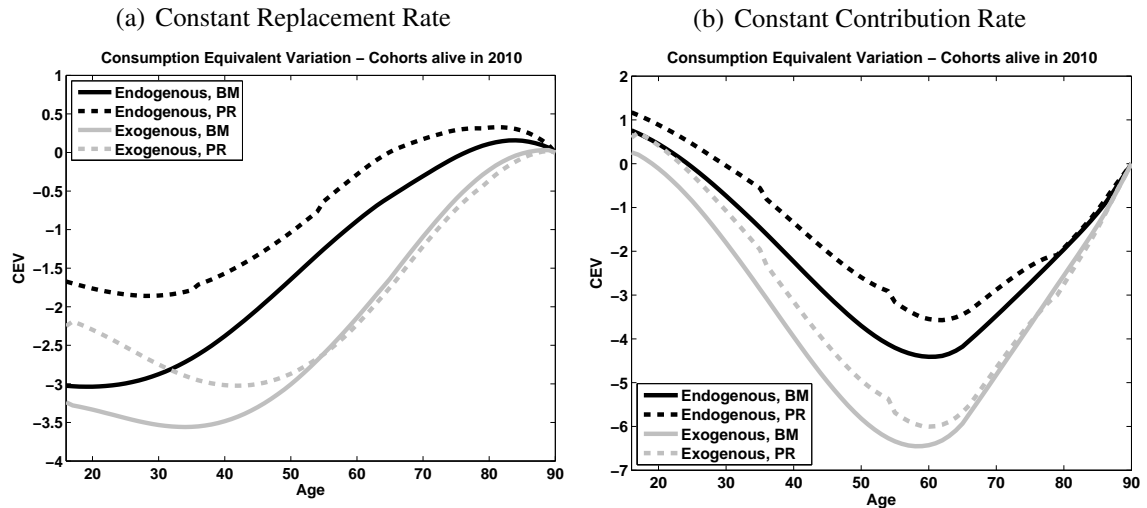 (a) Constant Replacement Rate
Consumption Equivalent Variation – Cohorts alive in 2010
1
0.5
0
−0.5
−1
−1.5
−2
−2.5
−3
−3.5
−4
CEV
Endogenous, BM
Endogenous, PR
Exogenous, BM
Exogenous, PR
20 30 40 50 60 70 80 90
Age
(b) Constant Contribution Rate
Consumption Equivalent Variation – Cohorts alive in 2010
2
1
0
−1
−2
−3
−4
−5
−6
−7
CEV
Endogenous, BM
Endogenous, PR
Exogenous, BM
Exogenous, PR
20 30 40 50 60 70 80 90
Age